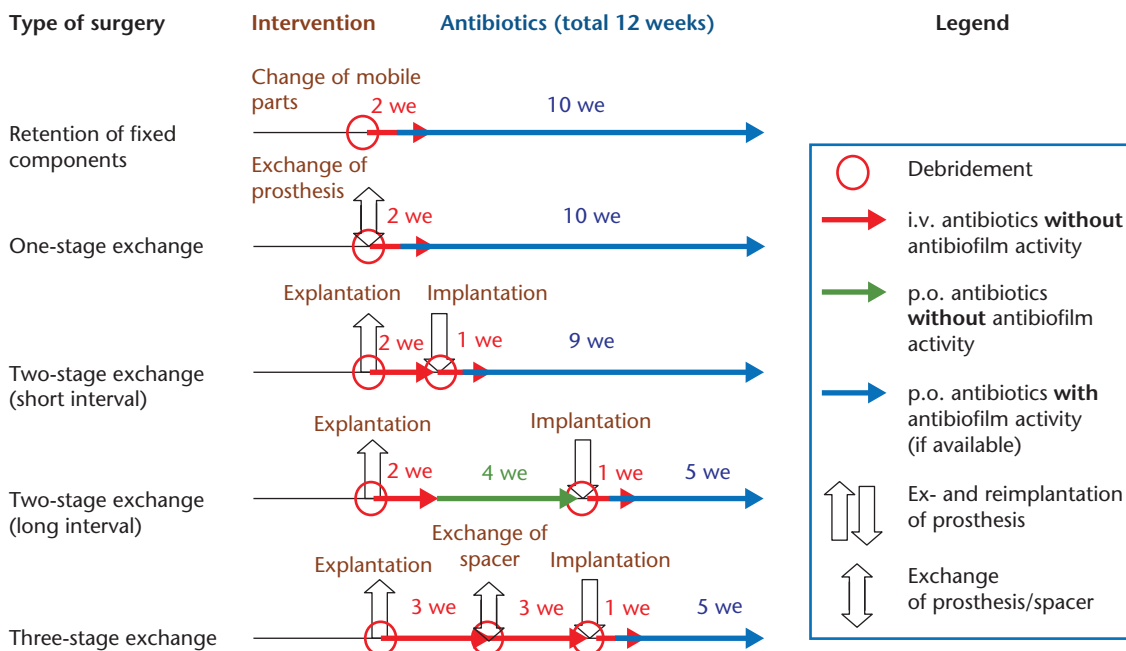 Type of surgery
Intervention
Antibiotics (total 12 weeks)
Legend
Change of mobile
parts
2 we
10 we
Retention of fixed
components
Exchange of
prosthesis
2 we
10 we
One-stage exchange
Explantation
Implantation
2 we
1 we
9 we
Two-stage exchange
(short interval)
Explantation
Implantation
2 we
4 we
1 we
5 we
Two-stage exchange
(long interval)
Exchange of
spacer
Explantation
Implantation
3 we
3 we
1 we
5 we
Three-stage exchange
Debridement
i.v. antibiotics without
antibiofilm activity
p.o. antibiotics
without antibiofilm
activity
p.o. antibiotics with
antibiofilm activity
(if available)
Ex- and reimplantation
of prosthesis
Exchange
of prosthesis/spacer